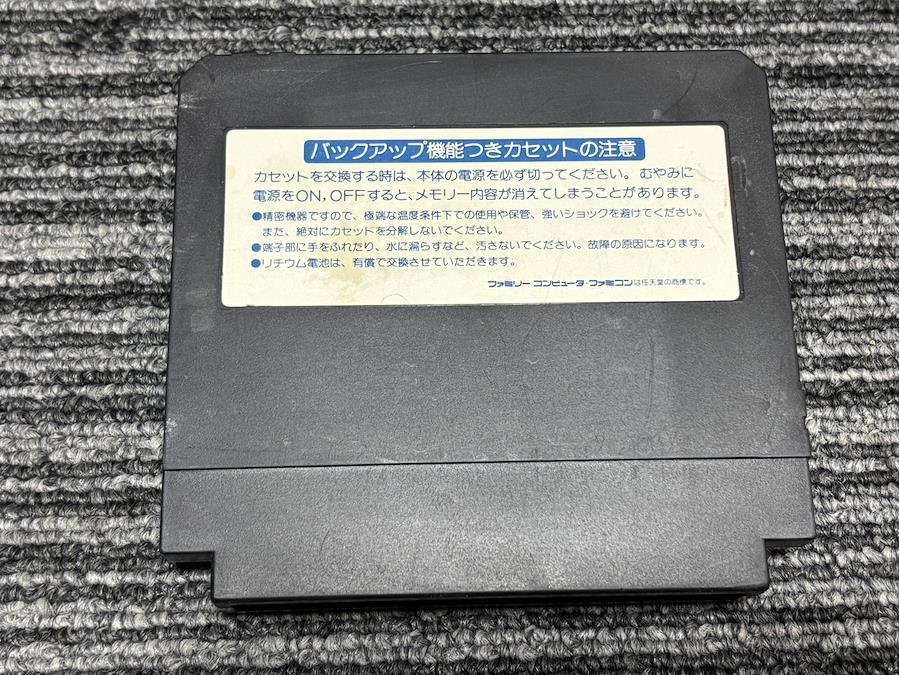 バックアップ機能つきカセットの注意
カセットを交換する時は、本体の電源を必ず切ってください。むやみに
電源をON,OFFすると、メモリー内容が消えてしまうことがあります。
●精密機器ですので、極端な温度条件下での使用や保管、強いショックを避けてください。
また、絶対にカセットを分解しないでください。
●端子部に手をふれたり、水に漏らすなど、汚さないでください。故障の原因になります。
●リチウム電池は、有償で交換させていただきます。
ファミリーコンピュータ・ファミコンは任天堂の商標です。